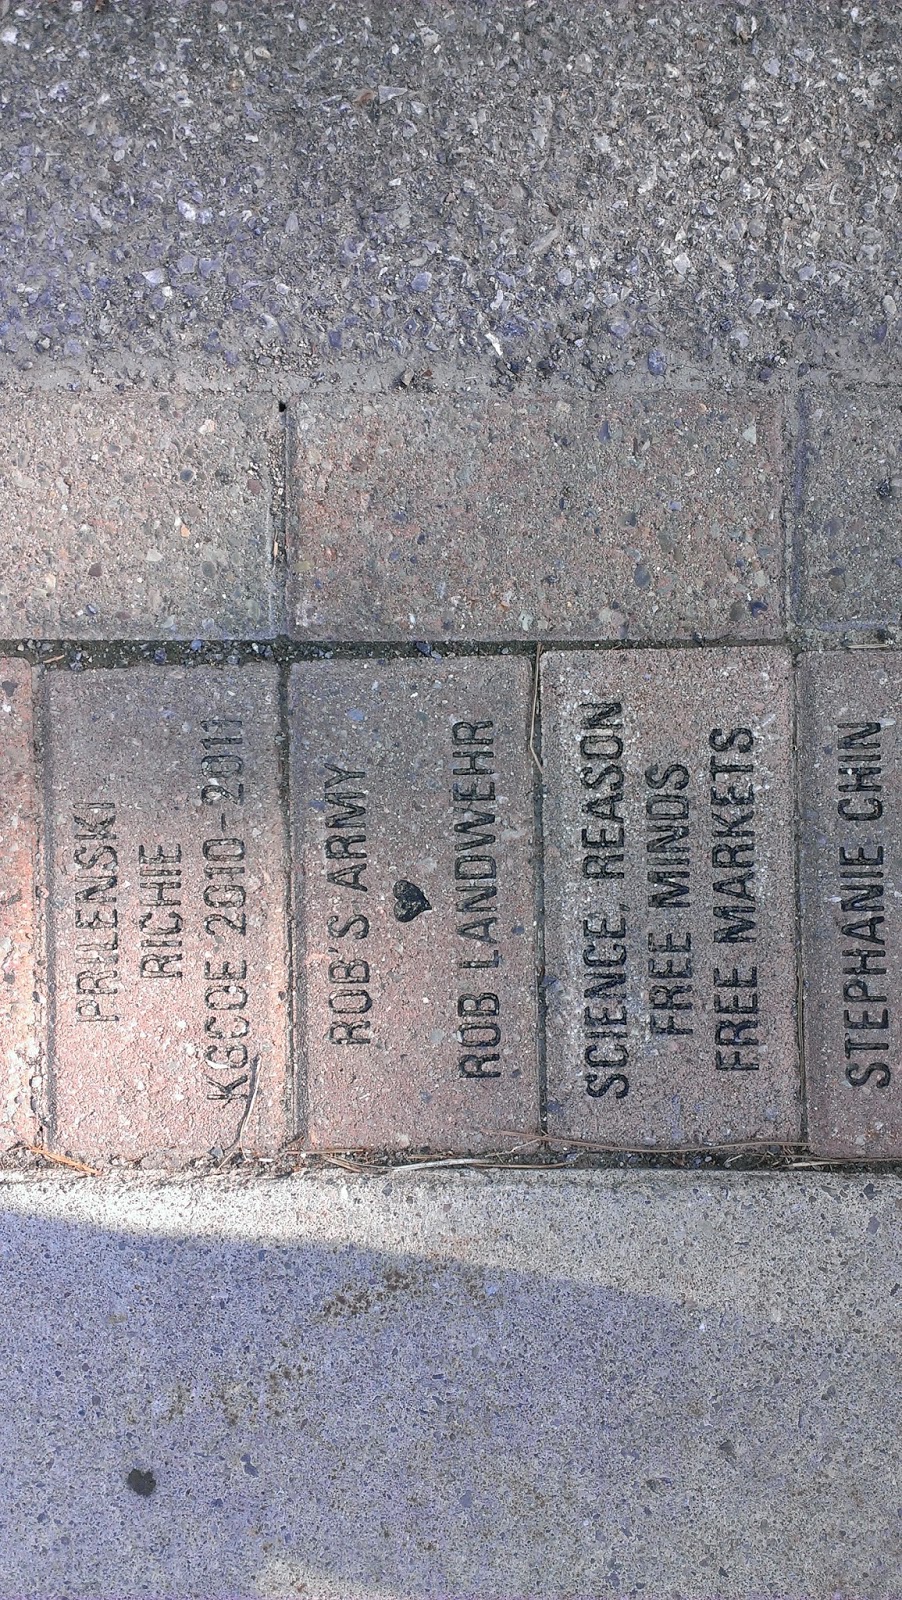 PRILENSKI
RICHIE
KGCOE 2010-2011
ROB'S ARMY
♥
ROB LANDWEHR
SCIENCE, REASON
FREE MINDS
FREE MARKETS
STEPHANIE CHIN